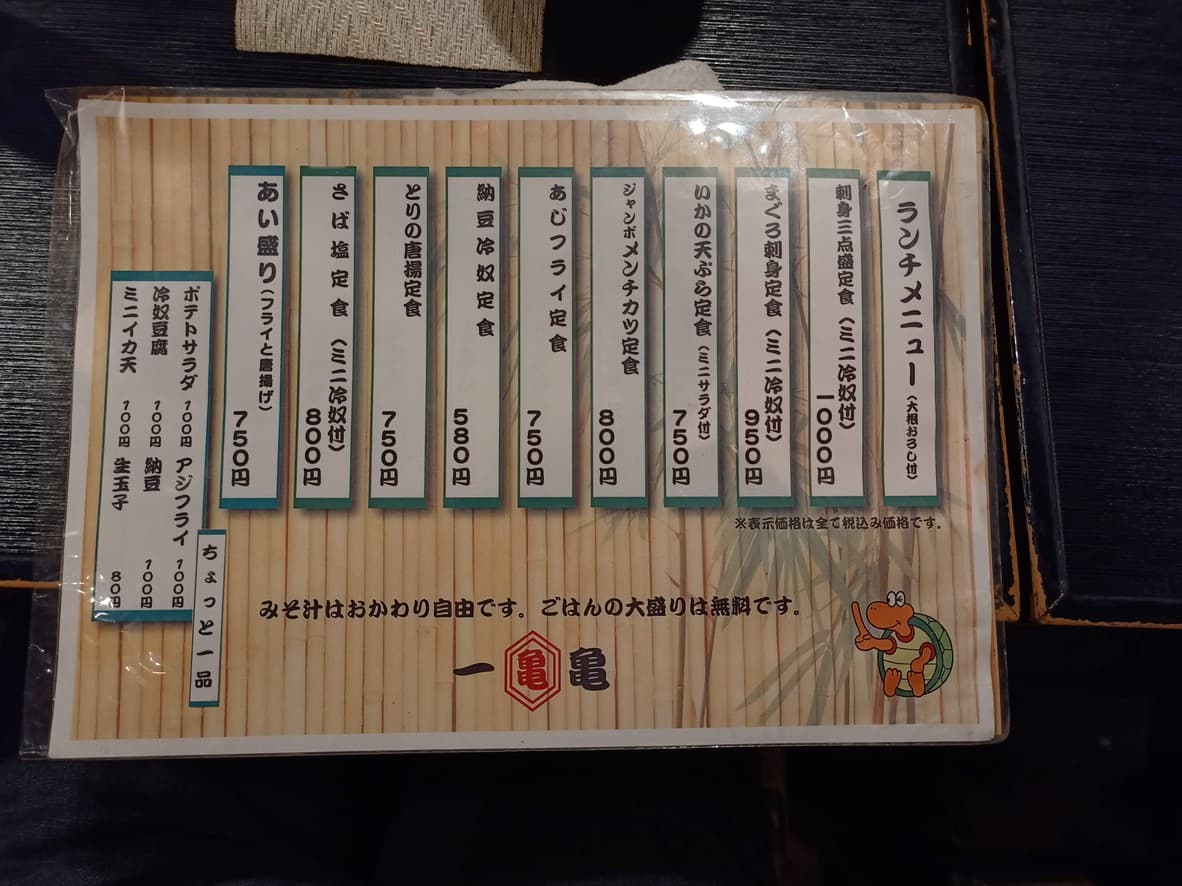 ランチメニュー（大根おろし付）
刺身三点盛定食（ミニ冷奴付）
一000円
まぐろ刺身定食（ミニ冷奴付）
950円
いかの天ぷら定食（ミニサラダ付）
750円
ジャンボメンチカツ定食
800円
あじフライ定食
750円
納豆冷奴定食
580円
とりの唐揚定食
750円
さば塩定食（ミニ冷奴付）
800円
あい盛り（フライと唐揚げ）
750円
※表示価格は全て税込み価格です。
ちょっと一品
ポテトサラダ 100円 アジフライ 100円
冷奴豆腐 100円 納豆 100円
ミニイカ天 100円 生玉子 80円
みそ汁はおかわり自由です。ごはんの大盛りは無料です。
一亀亀